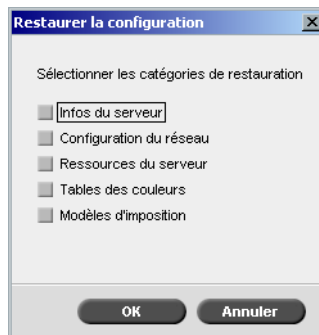 Restaurer la configuration
Sélectionner les catégories de restauration
Infos du serveur
Configuration du réseau
Ressources du serveur
Tables des couleurs
Modèles d'imposition
OK Annuler